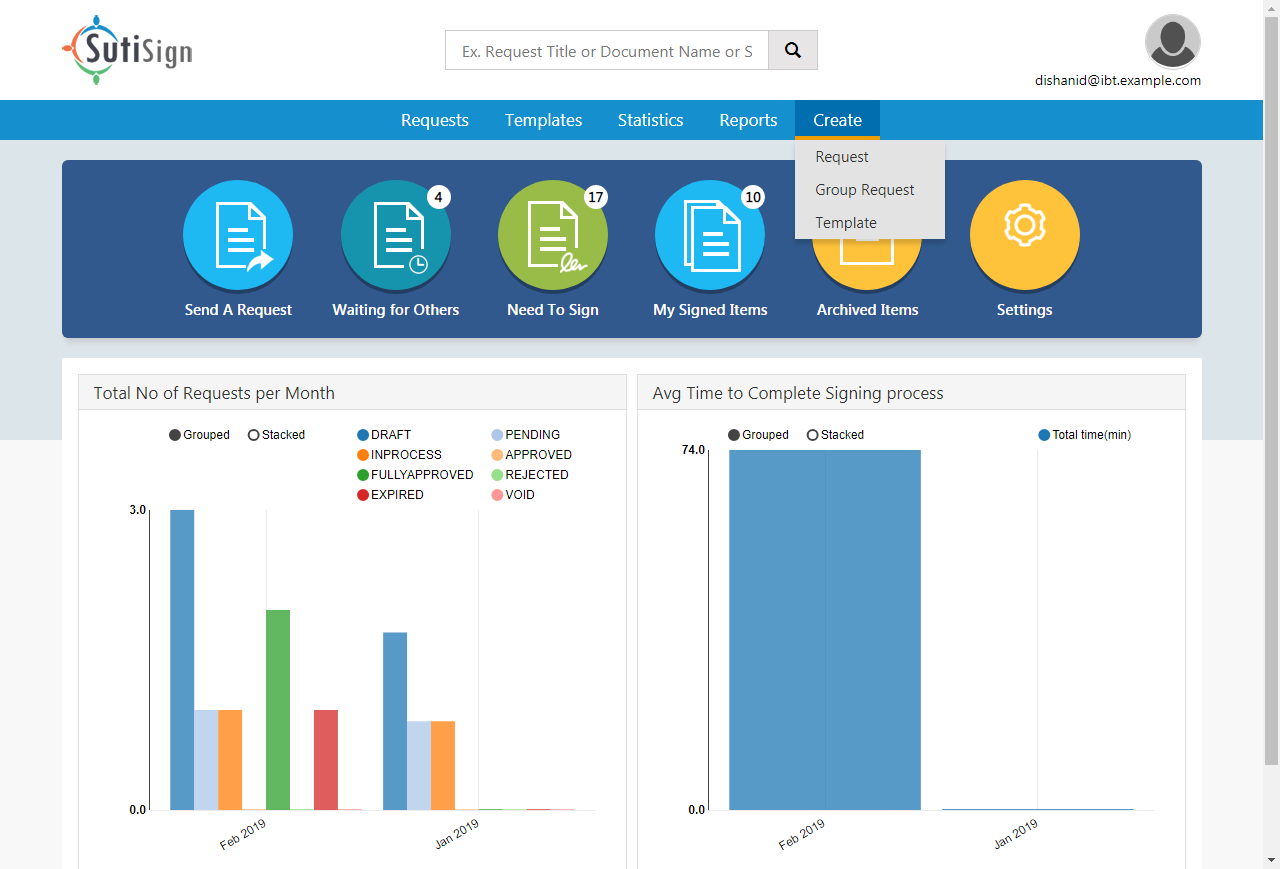 SutiSign
Ex. Request Title or Document Name or S
dishanid@ibt.example.com
Requests Templates Statistics Reports Create
Request
Group Request
Template
4 17 10
Send A Request Waiting for Others Need To Sign My Signed Items Archived Items Settings
Total No of Requests per Month
Grouped Stacked DRAFT PENDING
INPROCESS APPROVED
FULLYAPPROVED REJECTED
EXPIRED VOID
3.0
0.0
Feb 2019 Jan 2019
Avg Time to Complete Signing process
Grouped Stacked Total time(min)
74.0
0.0
Feb 2019 Jan 2019